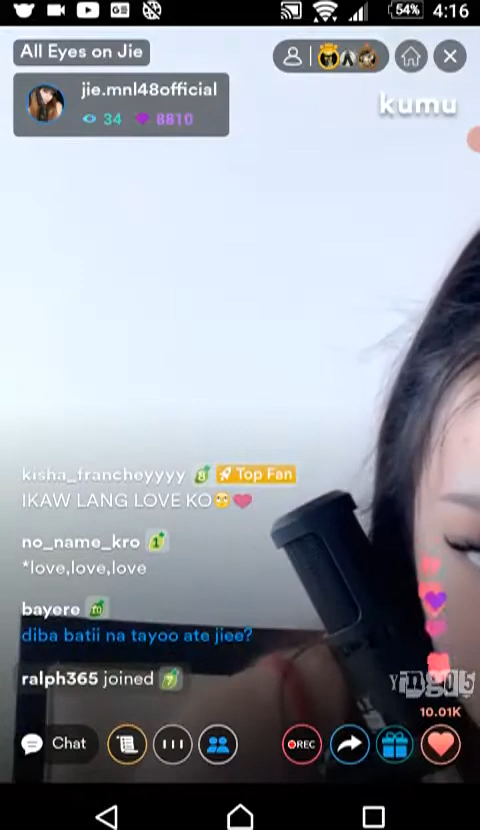 54% 4:16
All Eyes on Jie
jie.mnl48official
34 8810
kumu
kisha_francheyyyy 8 Top Fan
IKAW LANG LOVE KO
no_name_kro 1
*love,love,love
bayere 10
diba batii na tayoo ate jiee?
ralph365 joined 7
Yingu5
10.01K
Chat
REC